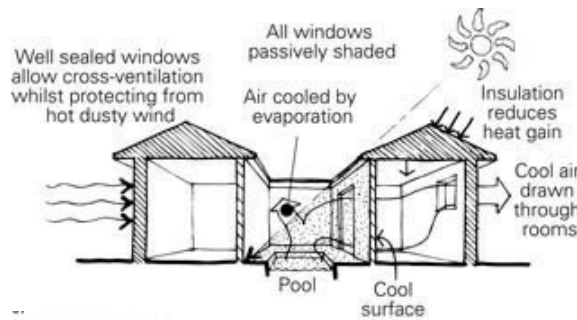 Well sealed windows
allow cross-ventilation
whilst protecting from
hot dusty wind
All windows
passively shaded
Air cooled by
evaporation
Insulation
reduces
heat gain
Cool air
drawn
through
rooms
Pool
Cool
surface